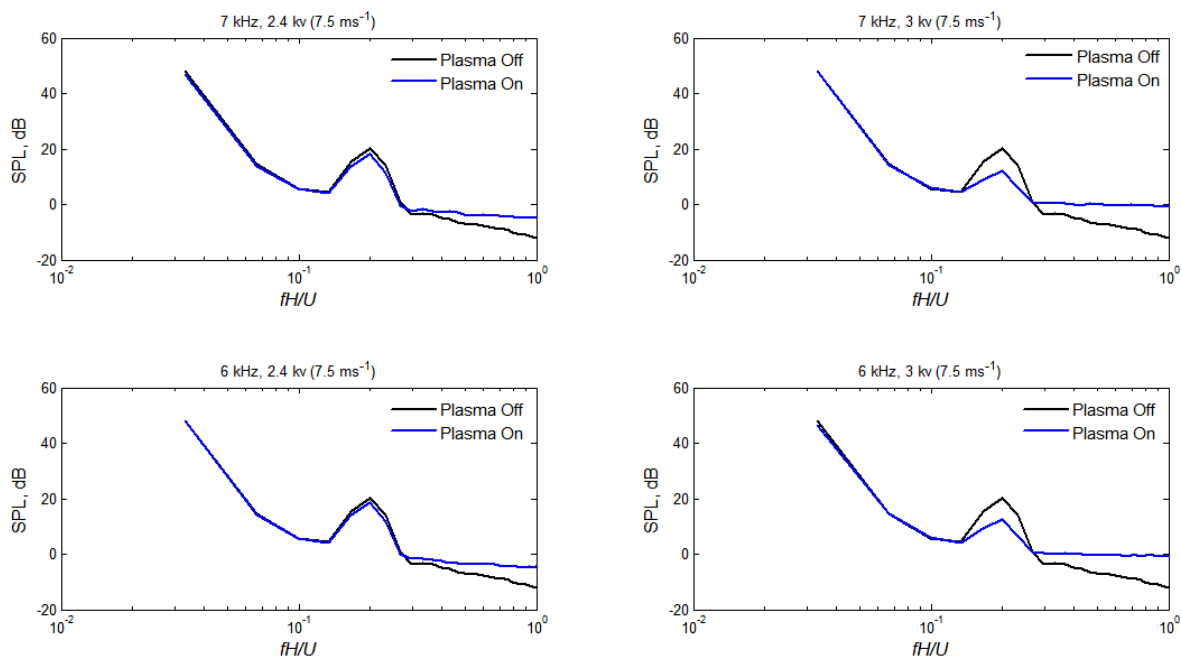 7 kHz, 2.4 kv (7.5 ms⁻¹)
60
40
20
0
-20
SPL, dB
Plasma Off
Plasma On
10⁻²
10⁻¹
10⁰
fH/U
7 kHz, 3 kv (7.5 ms⁻¹)
60
40
20
0
-20
SPL, dB
Plasma Off
Plasma On
10⁻²
10⁻¹
10⁰
fH/U
6 kHz, 2.4 kv (7.5 ms⁻¹)
60
40
20
0
-20
SPL, dB
Plasma Off
Plasma On
10⁻²
10⁻¹
10⁰
fH/U
6 kHz, 3 kv (7.5 ms⁻¹)
60
40
20
0
-20
SPL, dB
Plasma Off
Plasma On
10⁻²
10⁻¹
10⁰
fH/U